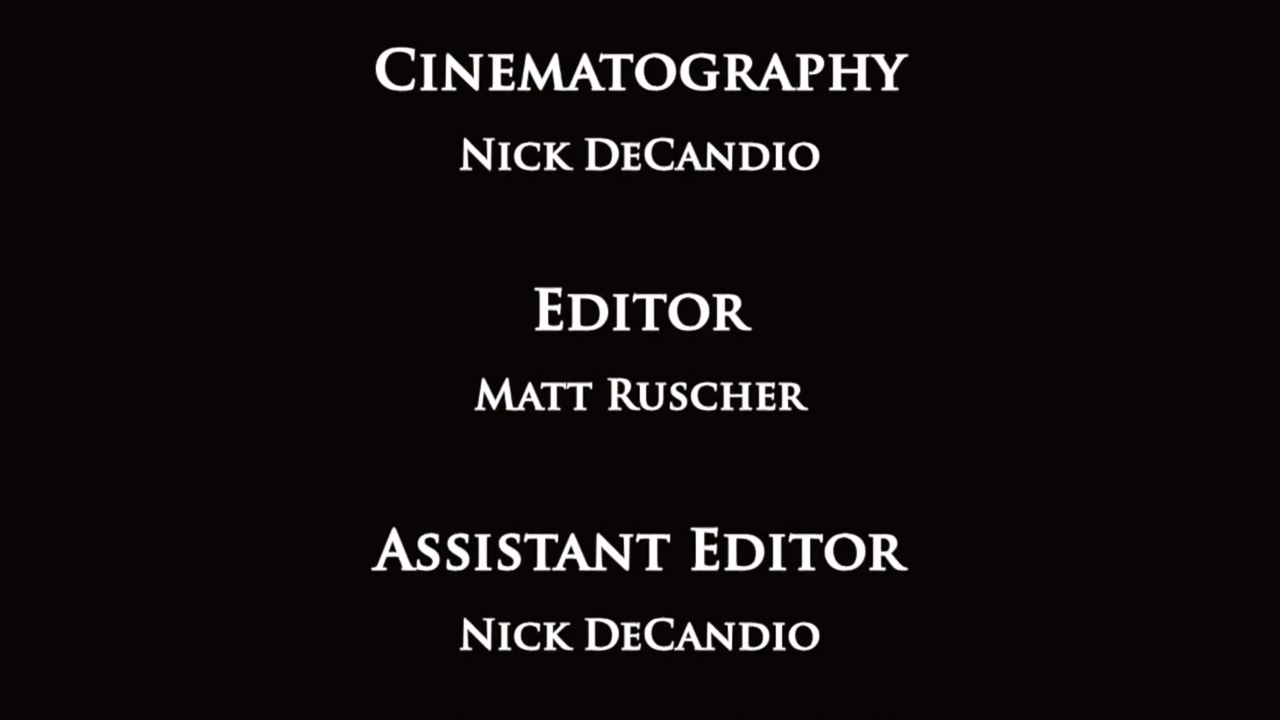 Cinematography
Nick DeCandio
Editor
Matt Ruscher
Assistant Editor
Nick DeCandio